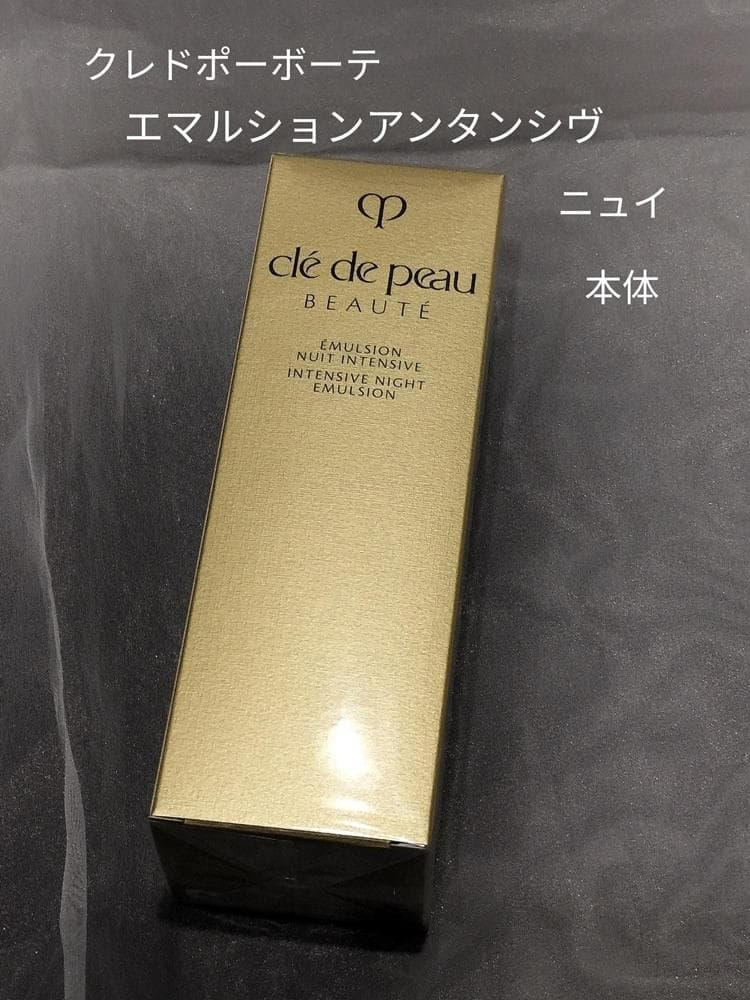 クレドポーボーテ
エマルションアンタンシヴ
ニュイ
本体
clé de peau
BEAUTÉ
ÉMULSION
NUIT INTENSIVE
INTENSIVE NIGHT
EMULSION